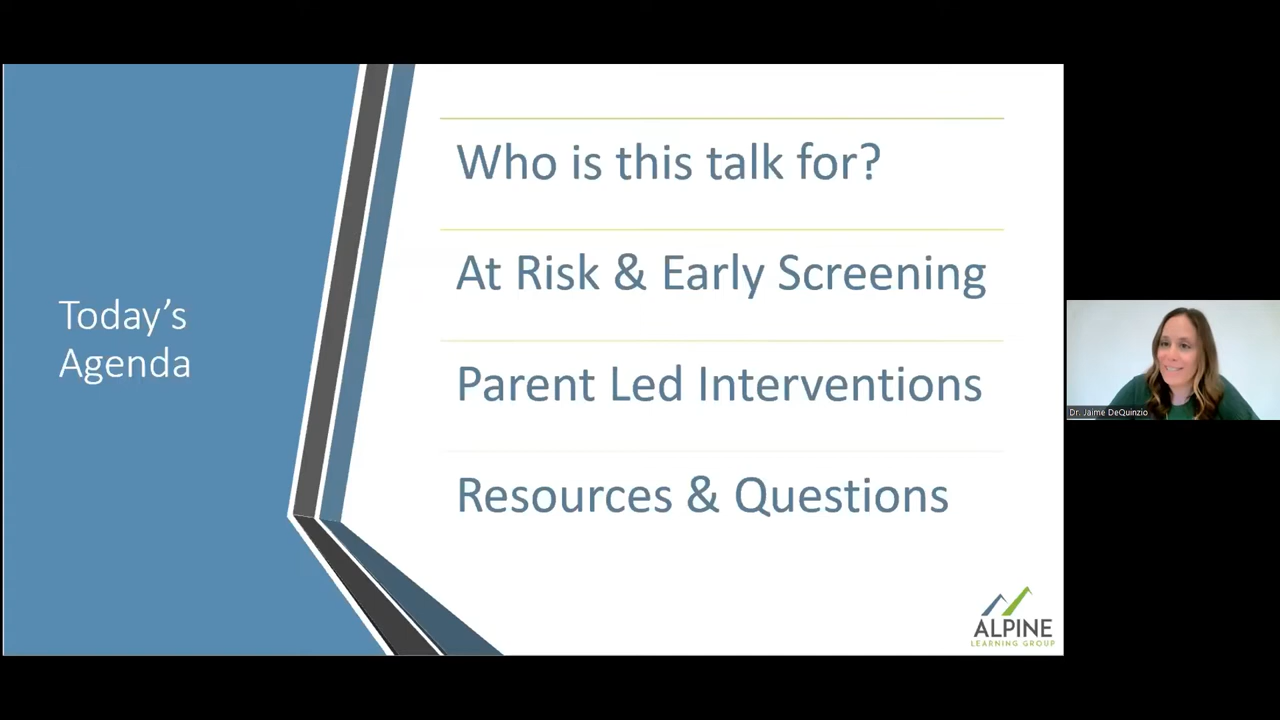 Today's
Agenda
Who is this talk for?
At Risk & Early Screening
Parent Led Interventions
Resources & Questions
ALPINE
LEARNING GROUP
Dr. Jaime DeQuinzio